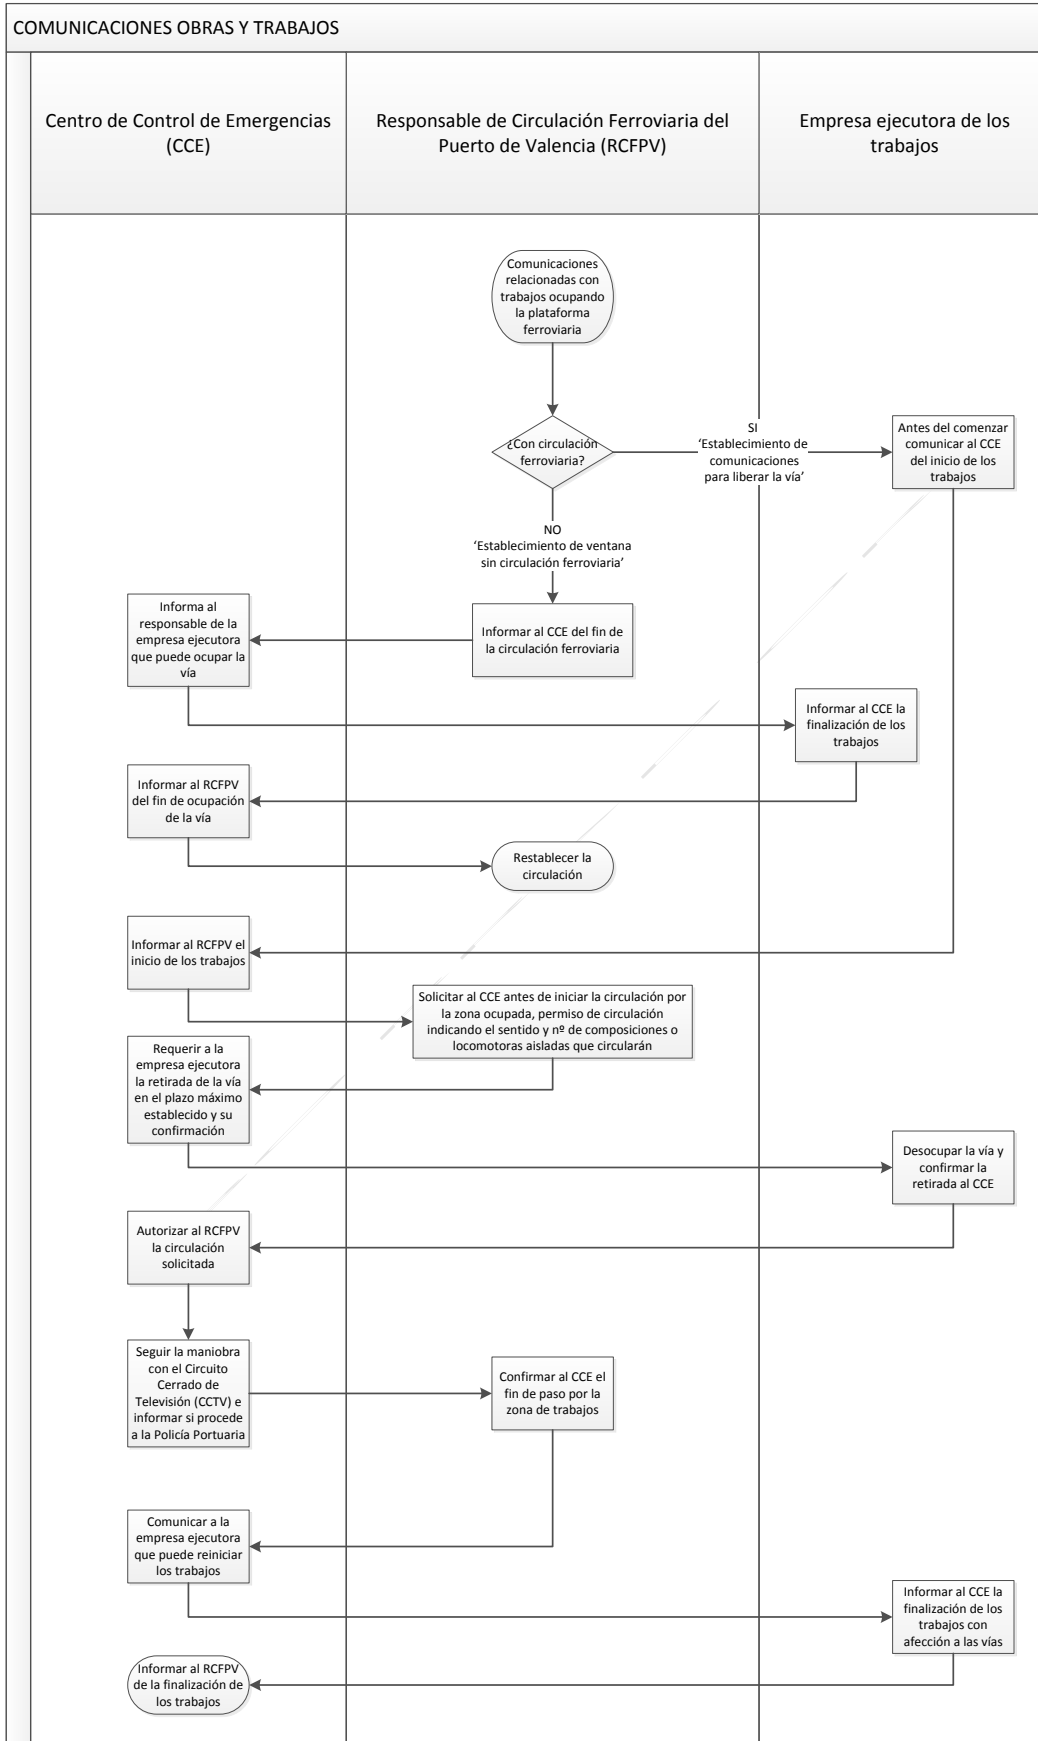 COMUNICACIONES OBRAS Y TRABAJOS
Centro de Control de Emergencias
(CCE)
Responsable de Circulación Ferroviaria del
Puerto de Valencia (RCFPV)
Empresa ejecutora de los
trabajos
Comunicaciones
relacionadas con
trabajos ocupando
la plataforma
ferroviaria
¿Con circulación
ferroviaria?
SI
‘Establecimiento de
comunicaciones
para liberar la vía’
Antes del comenzar
comunicar al CCE
del inicio de los
trabajos
NO
‘Establecimiento de ventana
sin circulación ferroviaria’
Informa al
responsable de la
empresa ejecutora
que puede ocupar la
vía
Informar al CCE del fin de
la circulación ferroviaria
Informar al CCE la
finalización de los
trabajos
Informar al RCFPV
del fin de ocupación
de la vía
Restablecer la
circulación
Informar al RCFPV el
inicio de los trabajos
Solicitar al CCE antes de iniciar la circulación por
la zona ocupada, permiso de circulación
indicando el sentido y nº de composiciones o
locomotoras aisladas que circularán
Requerir a la
empresa ejecutora
la retirada de la vía
en el plazo máximo
establecido y su
confirmación
Desocupar la vía y
confirmar la
retirada al CCE
Autorizar al RCFPV
la circulación
solicitada
Seguir la maniobra
con el Circuito
Cerrado de
Televisión (CCTV) e
informar si procede
a la Policía Portuaria
Confirmar al CCE el
fin de paso por la
zona de trabajos
Comunicar a la
empresa ejecutora
que puede reiniciar
los trabajos
Informar al CCE la
finalización de los
trabajos con
afección a las vías
Informar al RCFPV
de la finalización de
los trabajos